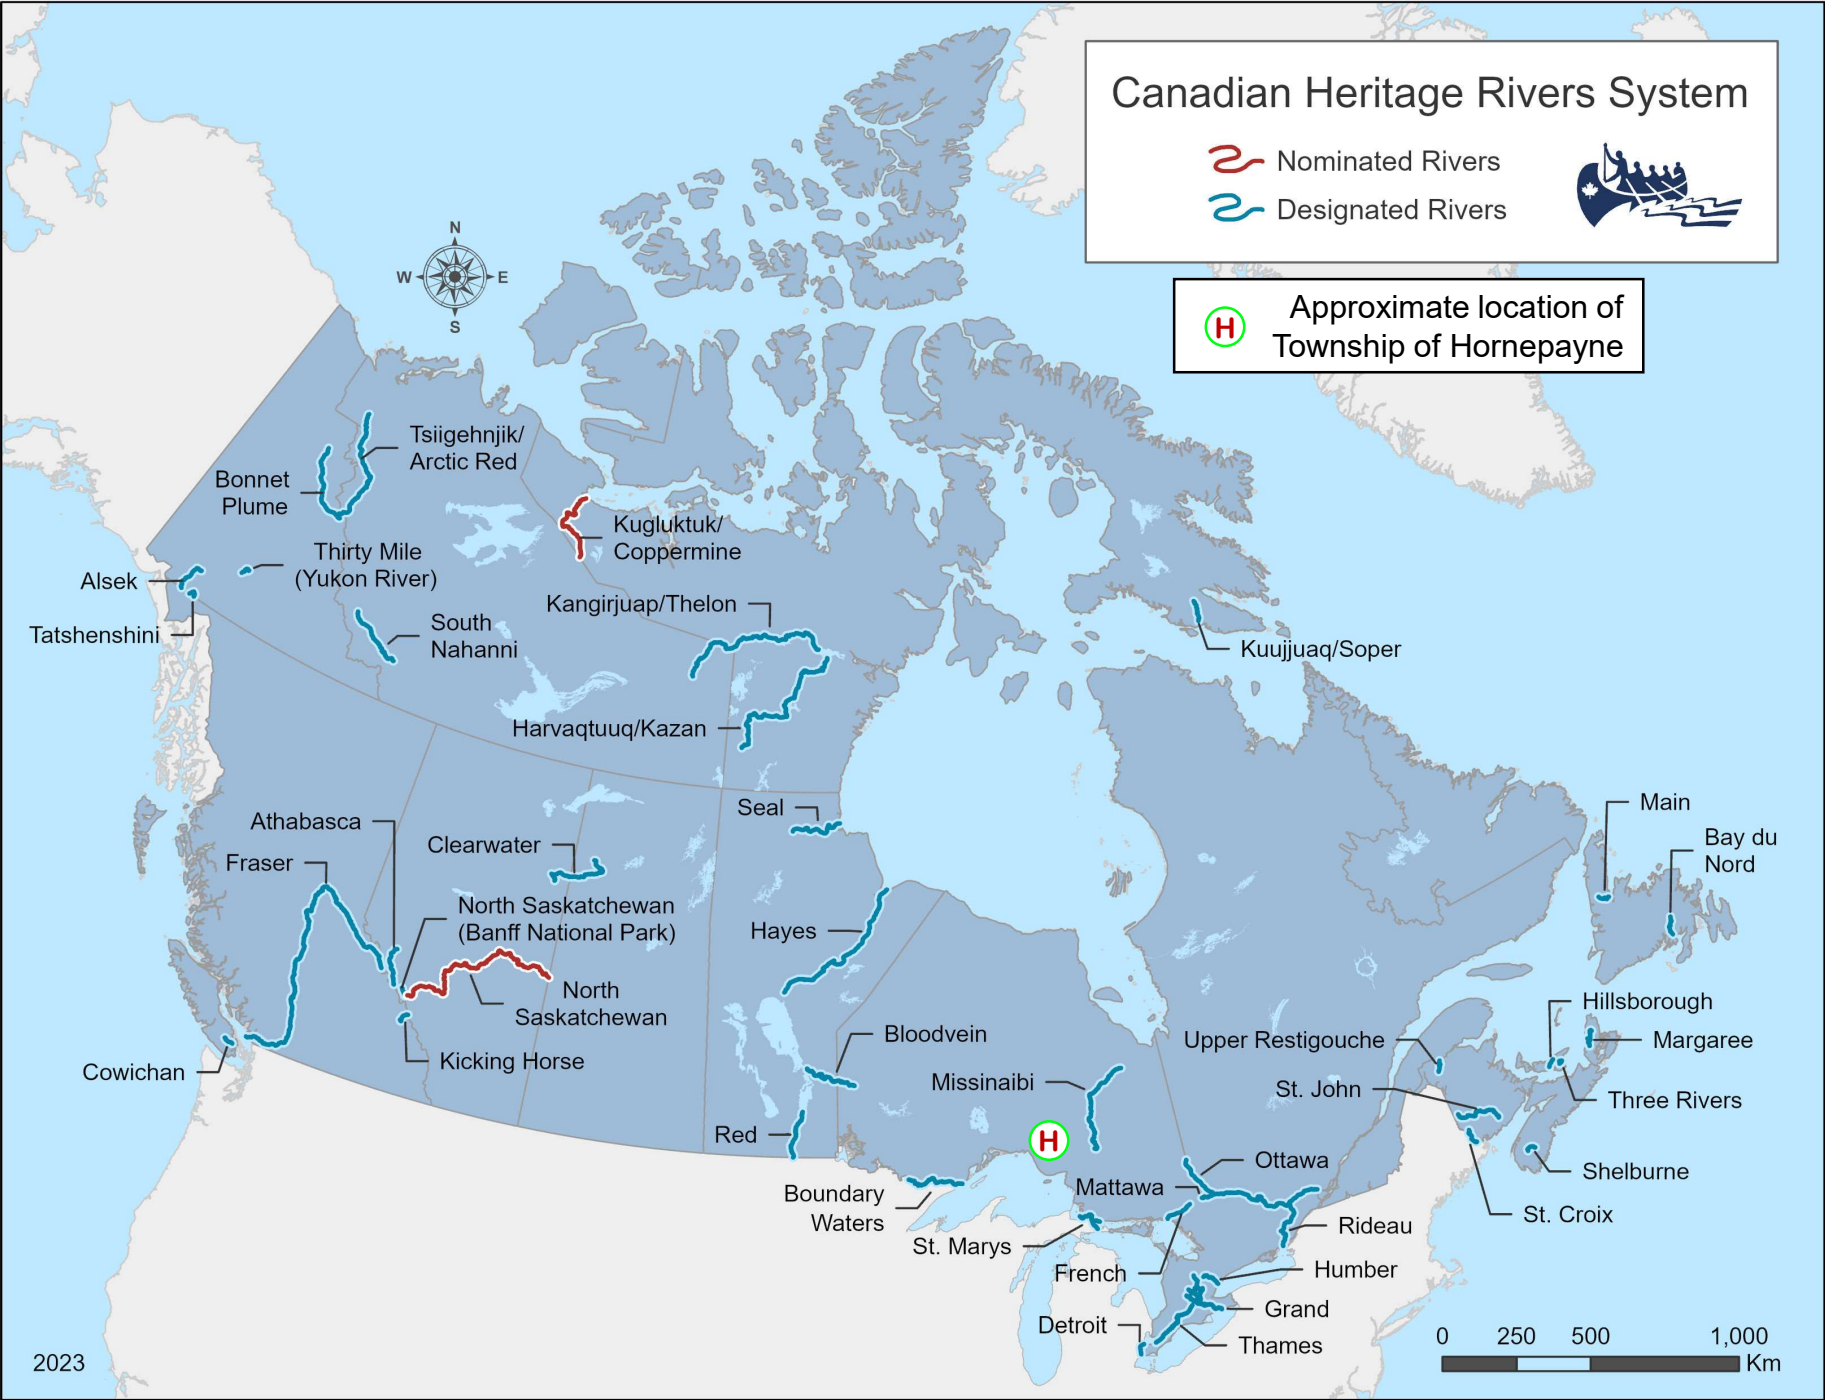 Canadian Heritage Rivers System
Nominated Rivers
Designated Rivers
H
Approximate location of
Township of Hornepayne
N
W
E
S
Tsiigehnjik/
Arctic Red
Bonnet
Plume
Kugluktuk/
Coppermine
Thirty Mile
(Yukon River)
Alsek
Tatshenshini
South
Nahanni
Kangirjuap/Thelon
Kuujjuaq/Soper
Harvaqtuuq/Kazan
Seal
Main
Bay du
Nord
Athabasca
Clearwater
Fraser
North Saskatchewan
(Banff National Park)
Hayes
North
Saskatchewan
Hillsborough
Bloodvein
Upper Restigouche
Margaree
Kicking Horse
Cowichan
Missinaibi
St. John
Three Rivers
Red
H
Ottawa
Shelburne
Mattawa
Boundary
Waters
St. Croix
Rideau
St. Marys
French
Humber
Grand
Detroit
Thames
0 250 500 1,000
Km
2023